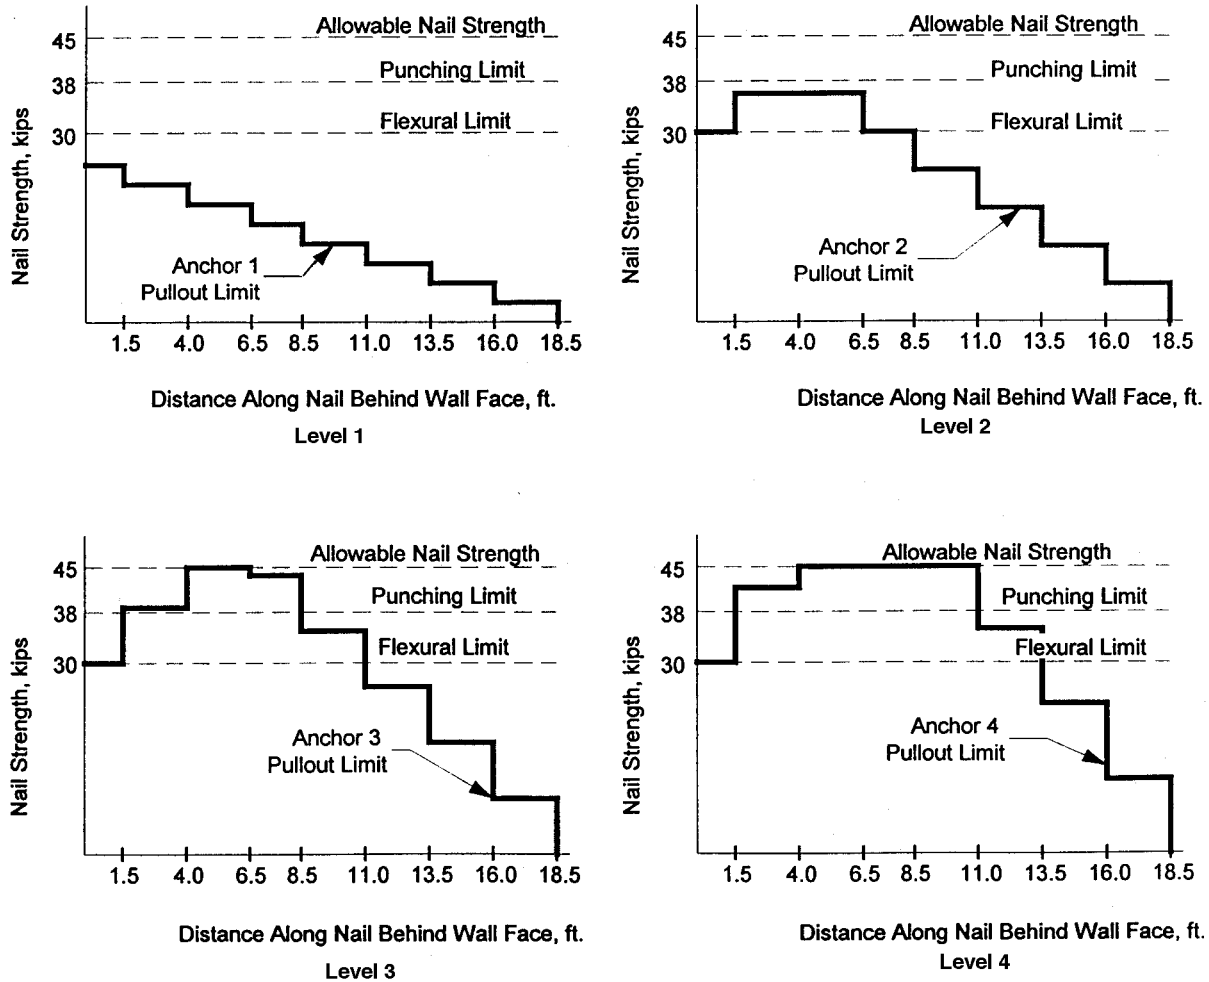 Allowable Nail Strength
45
Punching Limit
38
Flexural Limit
30
Nail Strength, kips
Anchor 1
Pullout Limit
1.5 4.0 6.5 8.5 11.0 13.5 16.0 18.5
Distance Along Nail Behind Wall Face, ft.
Level 1
Allowable Nail Strength
45
Punching Limit
38
Flexural Limit
30
Nail Strength, kips
Anchor 2
Pullout Limit
1.5 4.0 6.5 8.5 11.0 13.5 16.0 18.5
Distance Along Nail Behind Wall Face, ft.
Level 2
Allowable Nail Strength
45
Punching Limit
38
Flexural Limit
30
Nail Strength, kips
Anchor 3
Pullout Limit
1.5 4.0 6.5 8.5 11.0 13.5 16.0 18.5
Distance Along Nail Behind Wall Face, ft.
Level 3
Allowable Nail Strength
45
Punching Limit
38
Flexural Limit
30
Nail Strength, kips
Anchor 4
Pullout Limit
1.5 4.0 6.5 8.5 11.0 13.5 16.0 18.5
Distance Along Nail Behind Wall Face, ft.
Level 4